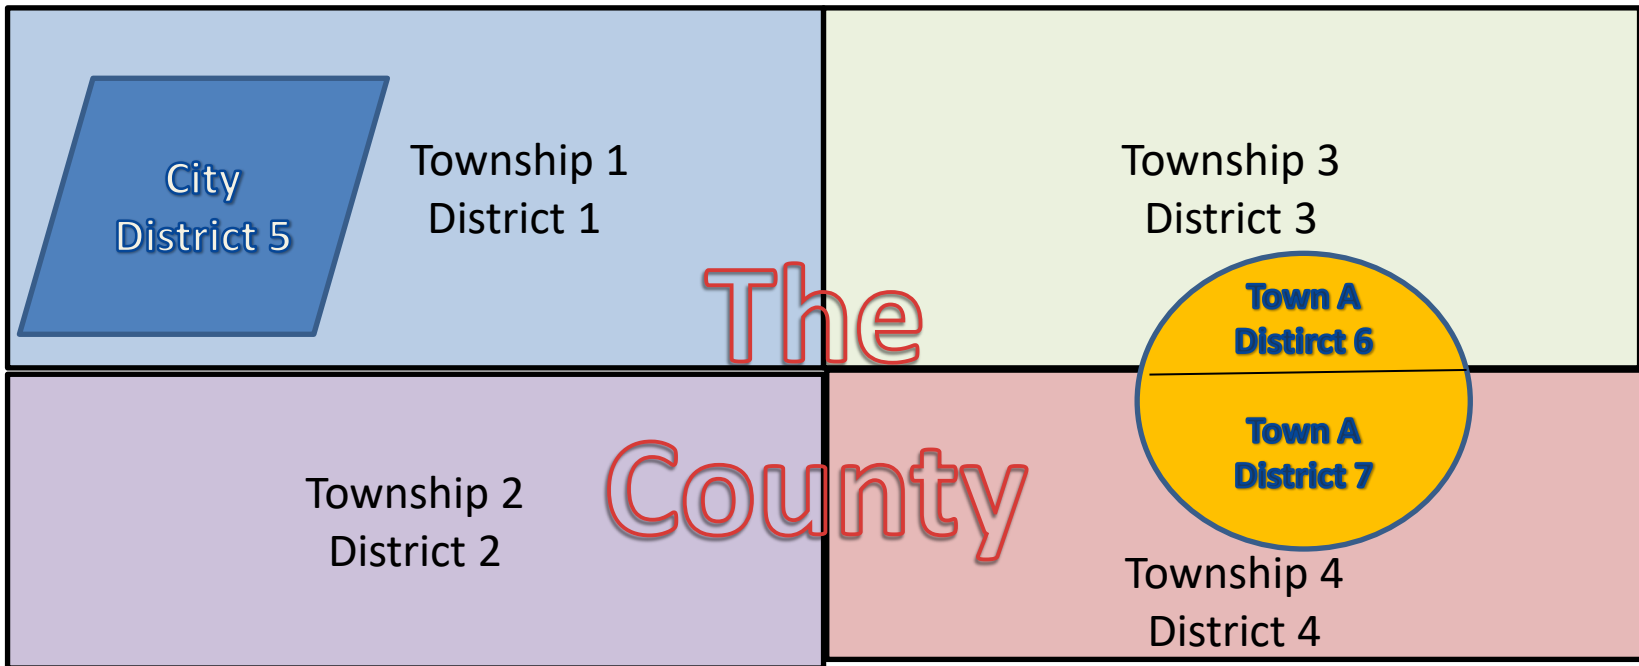 City
District 5
Township 1
District 1
Township 3
District 3
The
County
Town A
Distirct 6
Town A
District 7
Township 2
District 2
Township 4
District 4